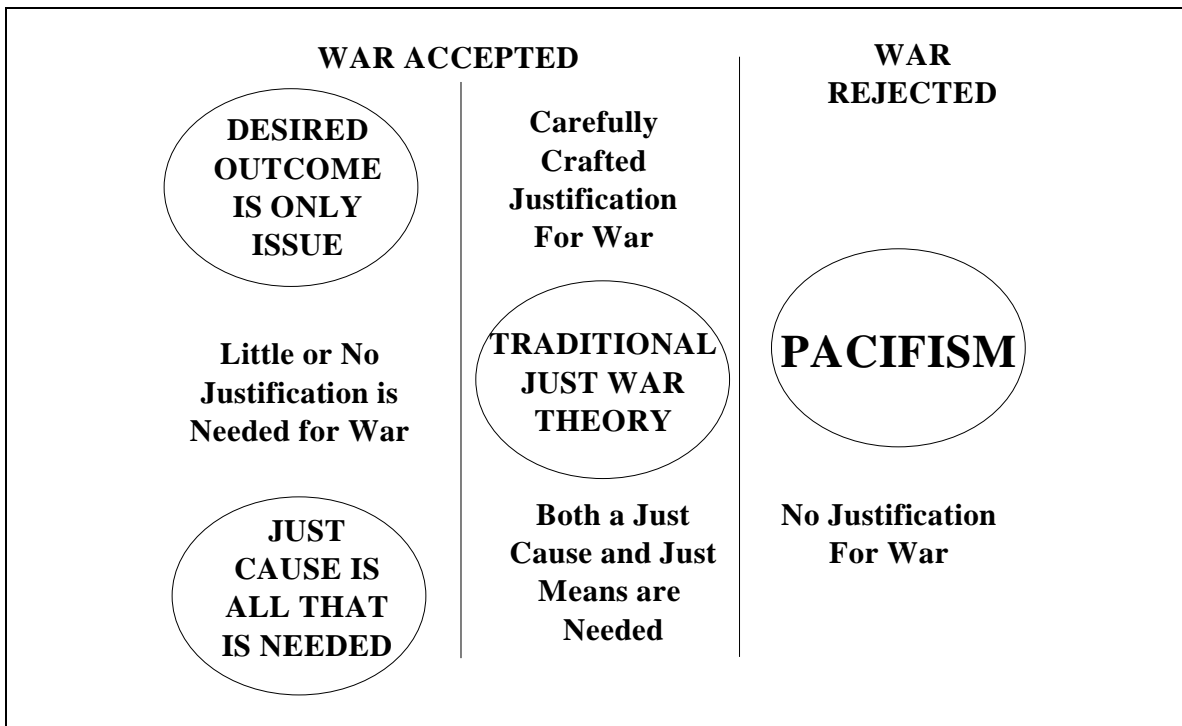 WAR ACCEPTED
DESIRED
OUTCOME
IS ONLY
ISSUE
Little or No
Justification is
Needed for War
JUST
CAUSE IS
ALL THAT
IS NEEDED
Carefully
Crafted
Justification
For War
TRADITIONAL
JUST WAR
THEORY
Both a Just
Cause and Just
Means are
Needed
WAR
REJECTED
PACIFISM
No Justification
For War